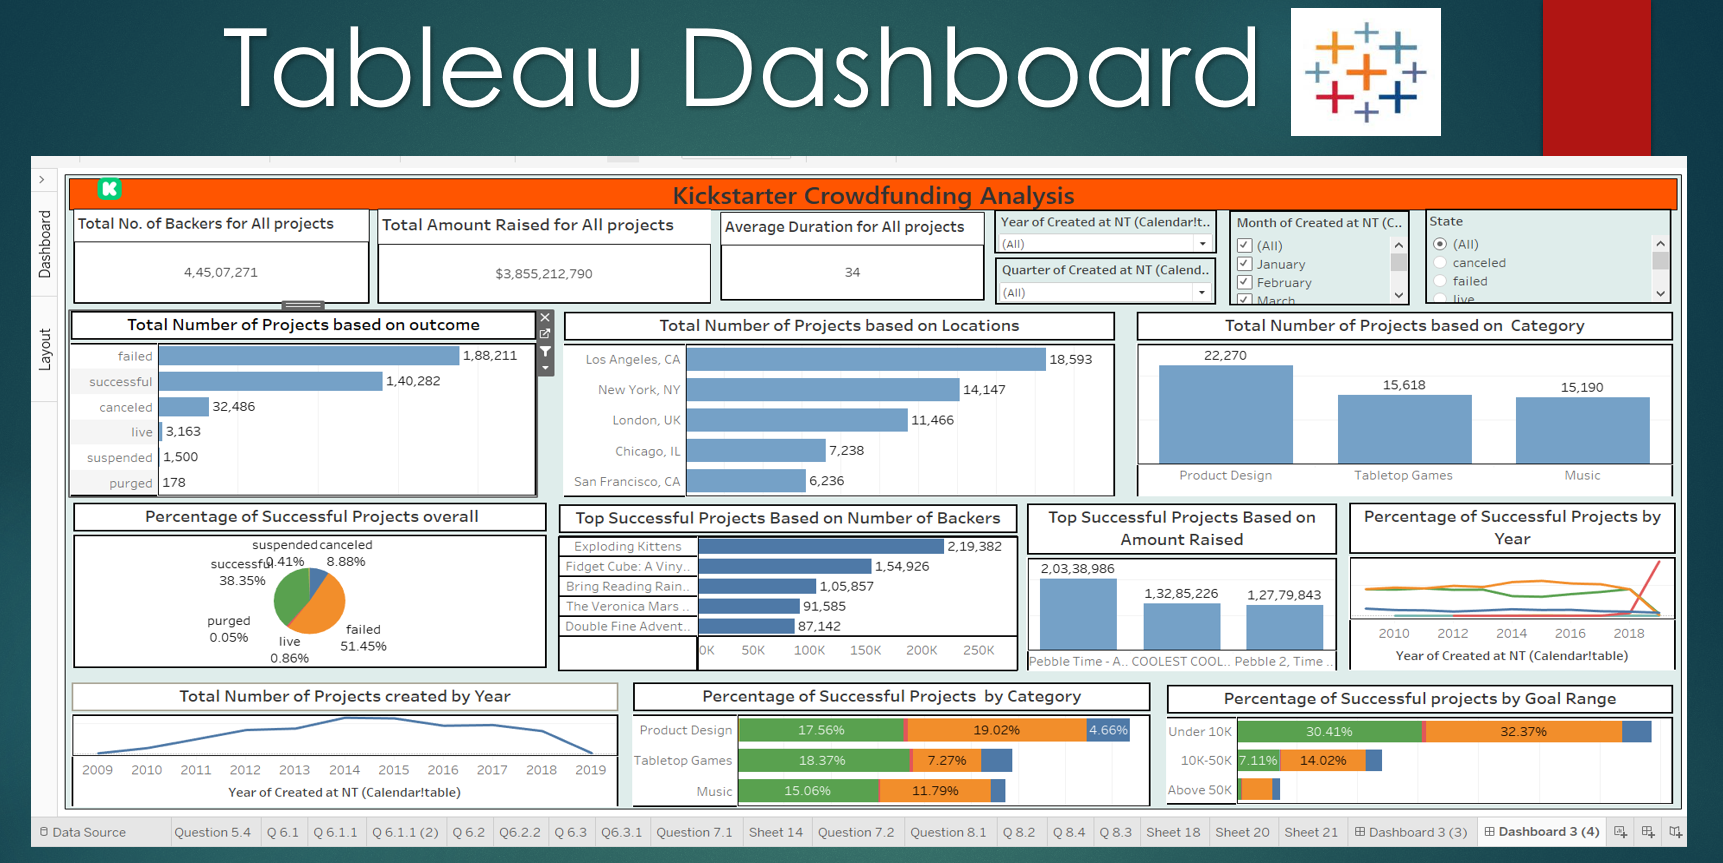 Tableau Dashboard
Kickstarter Crowdfunding Analysis
Dashboard
Layout
Total No. of Backers for All projects
4,45,07,271
Total Amount Raised for All projects
$3,855,212,790
Average Duration for All projects
34
Year of Created at NT (Calendar!t..
(All)
Quarter of Created at NT (Calend..
(All)
Month of Created at NT (C..
(All)
January
February
March
State
(All)
canceled
failed
live
Total Number of Projects based on outcome
failed 1,88,211
successful 1,40,282
canceled 32,486
live 3,163
suspended 1,500
purged 178
Total Number of Projects based on Locations
Los Angeles, CA 18,593
New York, NY 14,147
London, UK 11,466
Chicago, IL 7,238
San Francisco, CA 6,236
Total Number of Projects based on Category
22,270
15,618
15,190
Product Design Tabletop Games Music
Percentage of Successful Projects overall
suspended canceled
0.41% 8.88%
successful
38.35%
purged
0.05%
live
0.86%
failed
51.45%
Top Successful Projects Based on Number of Backers
Exploding Kittens 2,19,382
Fidget Cube: A Viny.. 1,54,926
Bring Reading Rain.. 1,05,857
The Veronica Mars .. 91,585
Double Fine Advent.. 87,142
0K 50K 100K 150K 200K 250K
Top Successful Projects Based on
Amount Raised
2,03,38,986
1,32,85,226 1,27,79,843
Pebble Time - A.. COOLEST COOL.. Pebble 2, Time ..
Percentage of Successful Projects by
Year
2010 2012 2014 2016 2018
Year of Created at NT (Calendar!table)
Total Number of Projects created by Year
2009 2010 2011 2012 2013 2014 2015 2016 2017 2018 2019
Year of Created at NT (Calendar!table)
Percentage of Successful Projects by Category
Product Design 17.56% 19.02% 4.66%
Tabletop Games 18.37% 7.27%
Music 15.06% 11.79%
Percentage of Successful projects by Goal Range
Under 10K 30.41% 32.37%
10K-50K 7.11% 14.02%
Above 50K
Data Source Question 5.4 Q 6.1 Q 6.1.1 Q 6.1.1 (2) Q 6.2 Q6.2.2 Q 6.3 Q6.3.1 Question 7.1 Sheet 14 Question 7.2 Question 8.1 Q 8.2 Q 8.4 Q 8.3 Sheet 18 Sheet 20 Sheet 21 Dashboard 3 (3) Dashboard 3 (4)